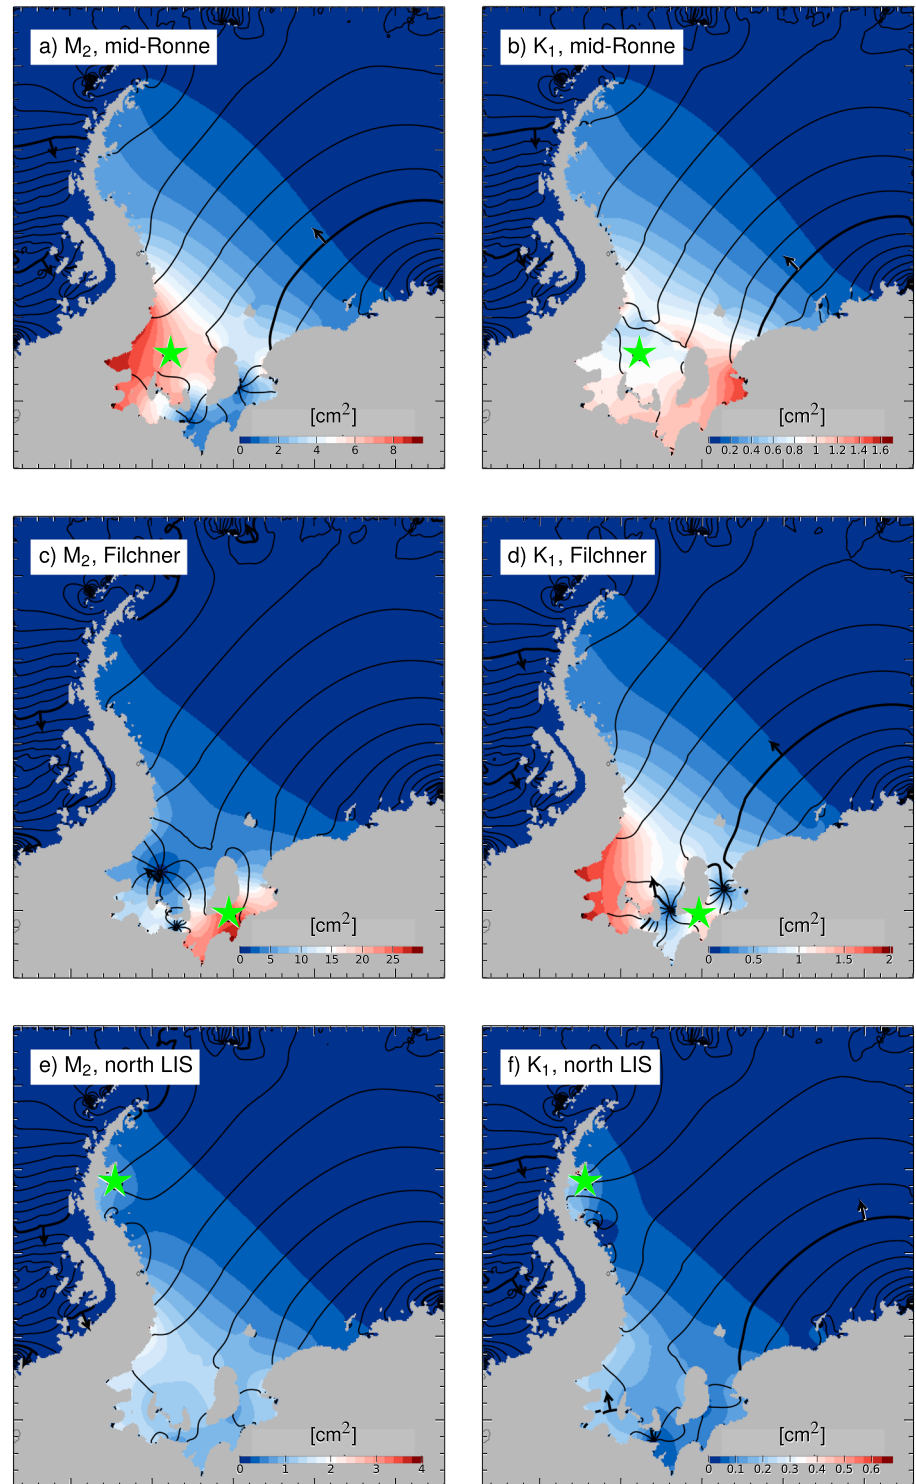 a) M₂, mid-Ronne
[cm²]
0 2 4 6 8
b) K₁, mid-Ronne
[cm²]
0 0.2 0.4 0.6 0.8 1 1.2 1.4 1.6
c) M₂, Filchner
[cm²]
0 5 10 15 20 25
d) K₁, Filchner
[cm²]
0 0.5 1 1.5 2
e) M₂, north LIS
[cm²]
0 1 2 3 4
f) K₁, north LIS
[cm²]
0 0.1 0.2 0.3 0.4 0.5 0.6